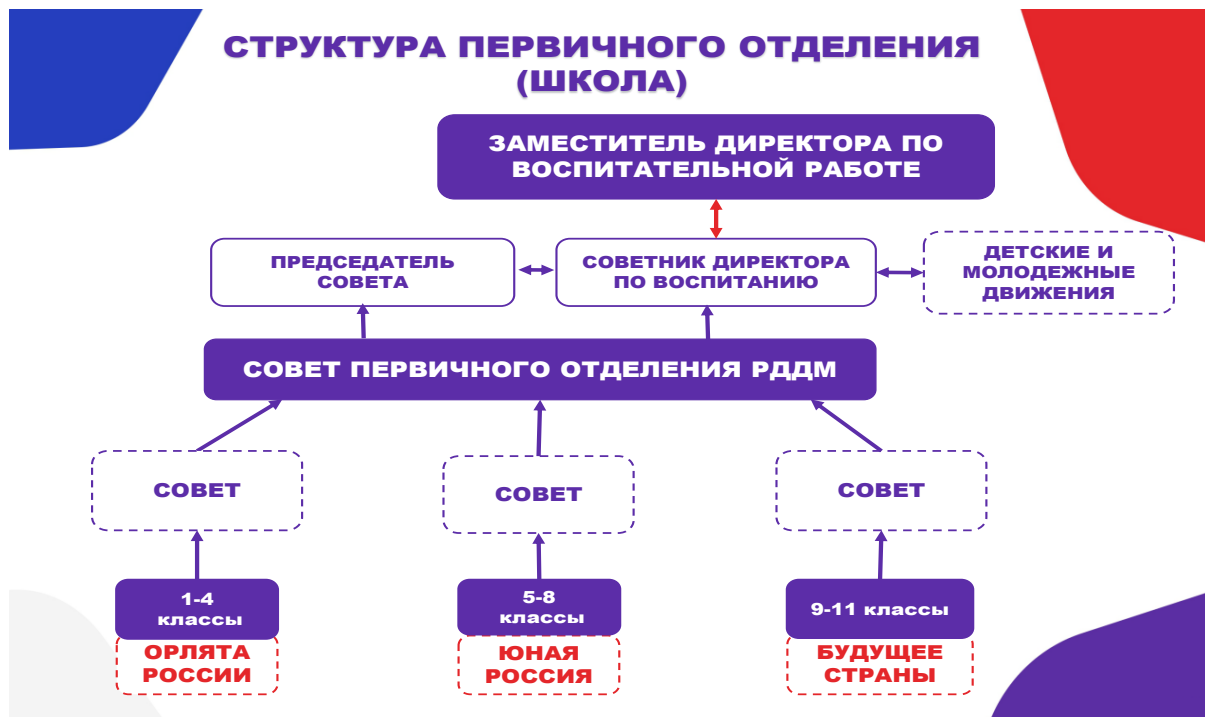 СТРУКТУРА ПЕРВИЧНОГО ОТДЕЛЕНИЯ
(ШКОЛА)
ЗАМЕСТИТЕЛЬ ДИРЕКТОРА ПО
ВОСПИТАТЕЛЬНОЙ РАБОТЕ
ПРЕДСЕДАТЕЛЬ
СОВЕТА
СОВЕТНИК ДИРЕКТОРА
ПО ВОСПИТАНИЮ
ДЕТСКИЕ И
МОЛОДЕЖНЫЕ
ДВИЖЕНИЯ
СОВЕТ ПЕРВИЧНОГО ОТДЕЛЕНИЯ РДДМ
СОВЕТ
СОВЕТ
СОВЕТ
1-4
классы
ОРЛЯТА
РОССИИ
5-8
классы
ЮНАЯ
РОССИЯ
9-11 классы
БУДУЩЕЕ
СТРАНЫ